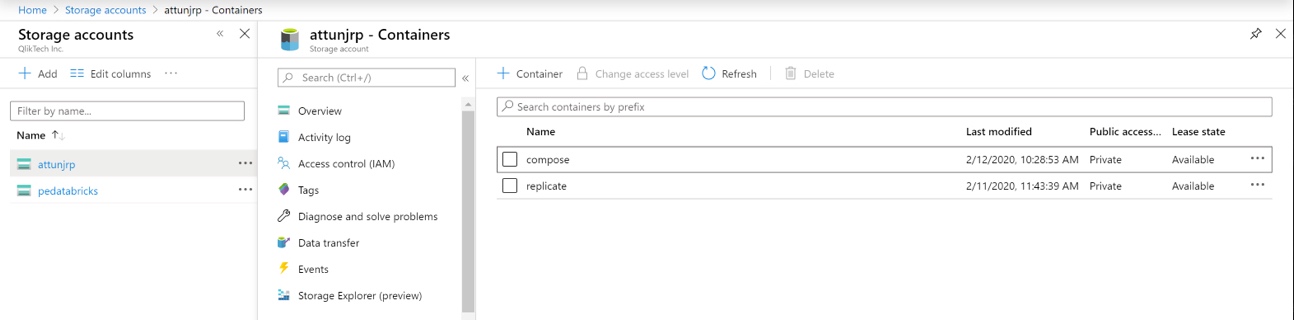 Home > Storage accounts > attunjrp - Containers
Storage accounts
QlikTech Inc.
Add Edit columns ...
Filter by name...
Name
attunjrp ...
pedatabricks ...
attunjrp - Containers
Storage account
Search (Ctrl+/)
Overview
Activity log
Access control (IAM)
Tags
Diagnose and solve problems
Data transfer
Events
Storage Explorer (preview)
Container Change access level Refresh Delete
Search containers by prefix
Name Last modified Public access... Lease state
compose 2/12/2020, 10:28:53 AM Private Available ...
replicate 2/11/2020, 11:43:39 AM Private Available ...